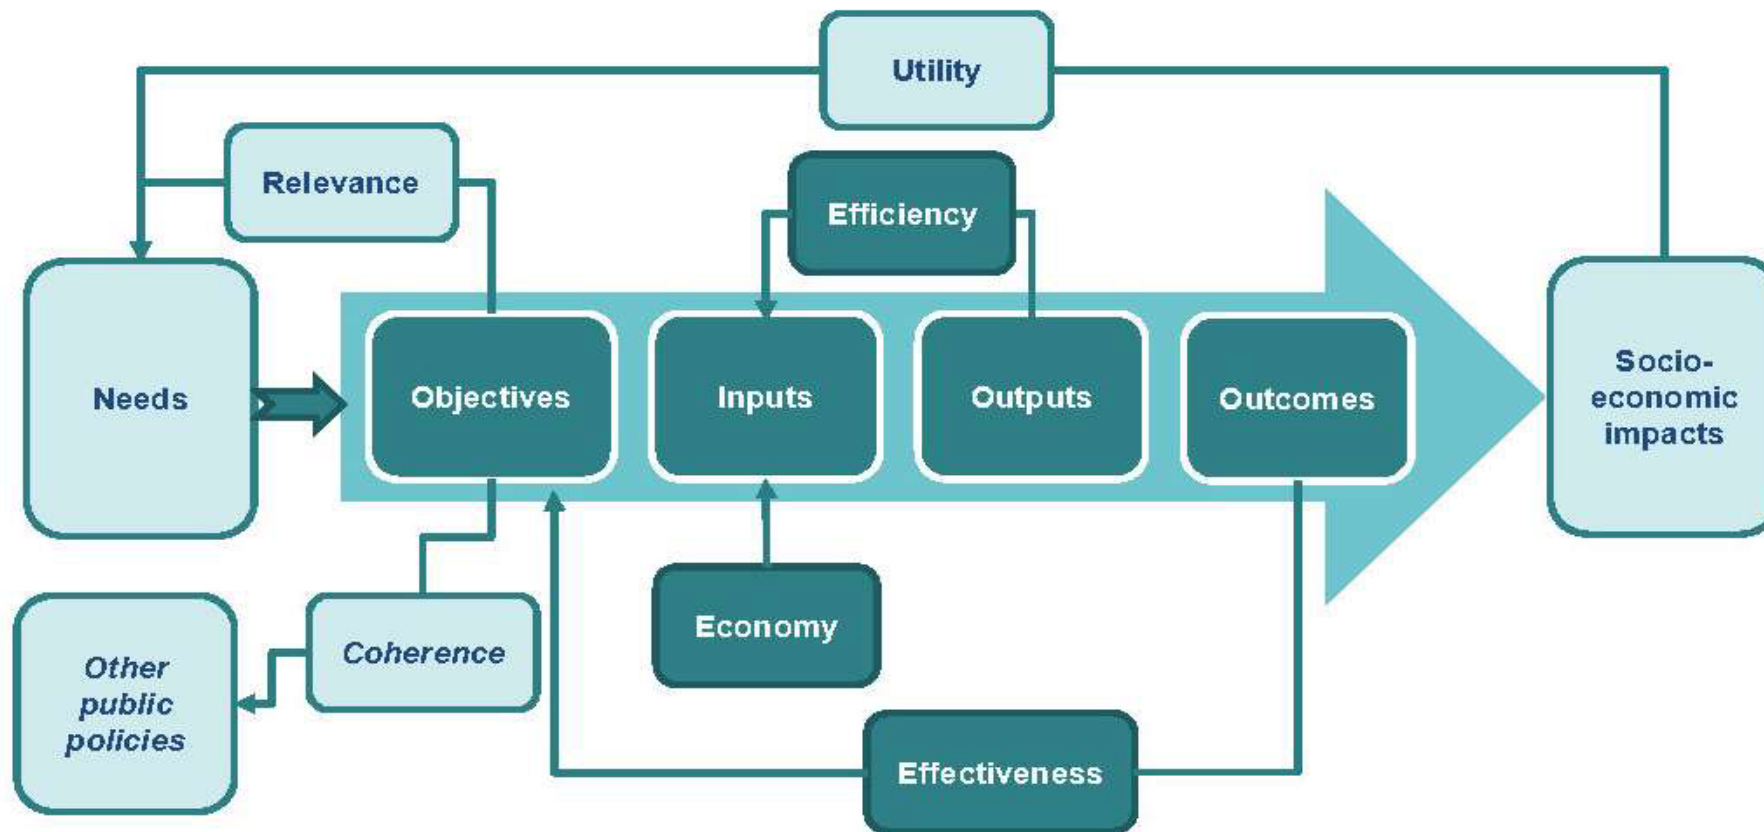 Utility
Relevance
Efficiency
Needs
Objectives
Inputs
Outputs
Outcomes
Socio-
economic
impacts
Economy
Coherence
Other
public
policies
Effectiveness